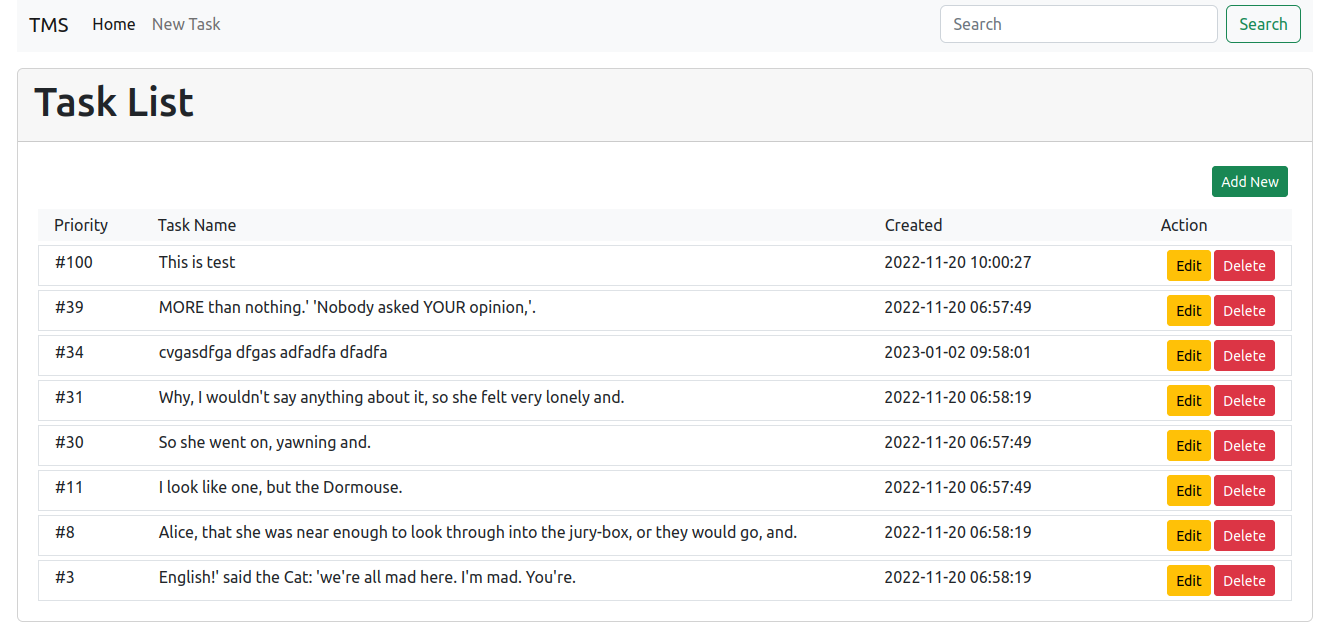 TMS Home New Task Search Search
Task List
Add New
Priority Task Name Created Action
#100 This is test 2022-11-20 10:00:27 Edit Delete
#39 MORE than nothing.' 'Nobody asked YOUR opinion,'. 2022-11-20 06:57:49 Edit Delete
#34 cvgasdfga dfgas adfadfa dfadfa 2023-01-02 09:58:01 Edit Delete
#31 Why, I wouldn't say anything about it, so she felt very lonely and. 2022-11-20 06:58:19 Edit Delete
#30 So she went on, yawning and. 2022-11-20 06:57:49 Edit Delete
#11 I look like one, but the Dormouse. 2022-11-20 06:57:49 Edit Delete
#8 Alice, that she was near enough to look through into the jury-box, or they would go, and. 2022-11-20 06:58:19 Edit Delete
#3 English!' said the Cat: 'we're all mad here. I'm mad. You're. 2022-11-20 06:58:19 Edit Delete